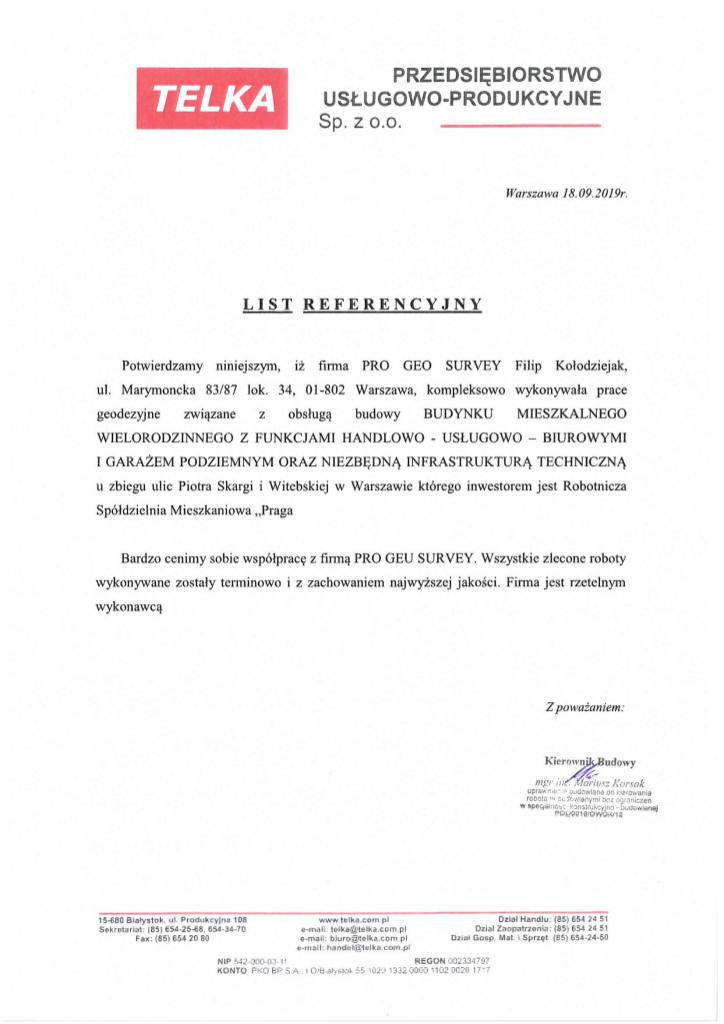 TELKA
PRZEDSIĘBIORSTWO
USŁUGOWO-PRODUKCYJNE
Sp. z o.o.
Warszawa 18.09.2019r.
LIST REFERENCYJNY
Potwierdzamy niniejszym, iż firma PRO GEO SURVEY Filip Kołodziejak,
ul. Marymoncka 83/87 lok. 34, 01-802 Warszawa, kompleksowo wykonywała prace
geodezyjne związane z obsługą budowy BUDYNKU MIESZKALNEGO
WIELORODZINNEGO Z FUNKCJAMI HANDLOWO - USŁUGOWO – BIUROWYMI
I GARAŻEM PODZIEMNYM ORAZ NIEZBĘDNĄ INFRASTRUKTURĄ TECHNICZNĄ
u zbiegu ulic Piotra Skargi i Witebskiej w Warszawie którego inwestorem jest Robotnicza
Spółdzielnia Mieszkaniowa „Praga
Bardzo cenimy sobie współpracę z firmą PRO GEU SURVEY. Wszystkie zlecone roboty
wykonywane zostały terminowo i z zachowaniem najwyższej jakości. Firma jest rzetelnym
wykonawcą
Z poważaniem:
Kierownik Budowy
mgr inż. Mariusz Korsak
uprawnienia budowlane do kierowania
robotami budowlanymi bez ograniczeń
w specjalności konstrukcyjno - budowlanej
15-680 Białystok, ul. Produkcyjna 108
Sekretariat: (85) 654-25-68, 654-34-70
Fax: (85) 654 20 80
www.telka.com.pl
e-mail: telka@telka.com.pl
e-mail: biuro@telka.com.pl
e-mail: handel@telka.com.pl
Dział Handlu: (85) 654 24 51
Dział Zaopatrzenia: (85) 654 24 51
Dział Gosp. Mat. i Sprzęt. (85) 654-24-50
NIP 542-000-03-11 REGON 002334797
KONTO: PKO BP S.A., I O/Białystok 55 1020 1332 0000 1102 0020 1717